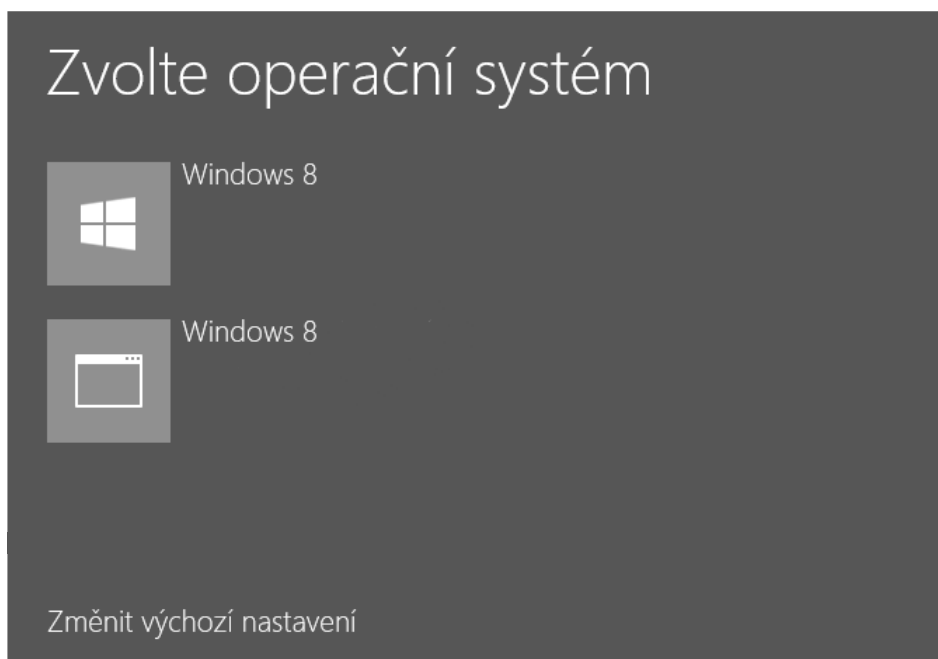 Zvolte operační systém
Windows 8
Windows 8
Změnit výchozí nastavení